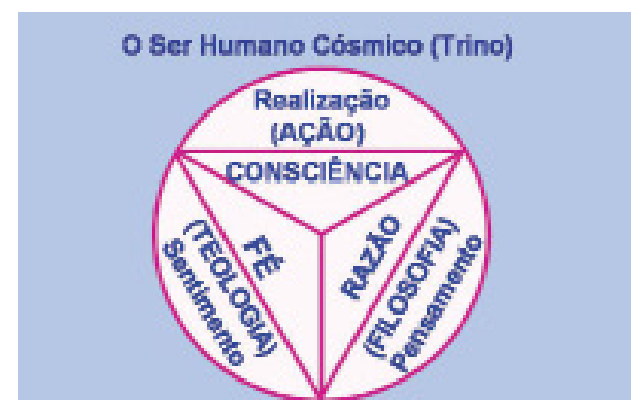 O Ser Humano Cósmico (Trino)
Realização
(AÇÃO)
CONSCIÊNCIA
FÉ
(TEOLOGIA)
Sentimento
RAZÃO
(FILOSOFIA)
Pensamento